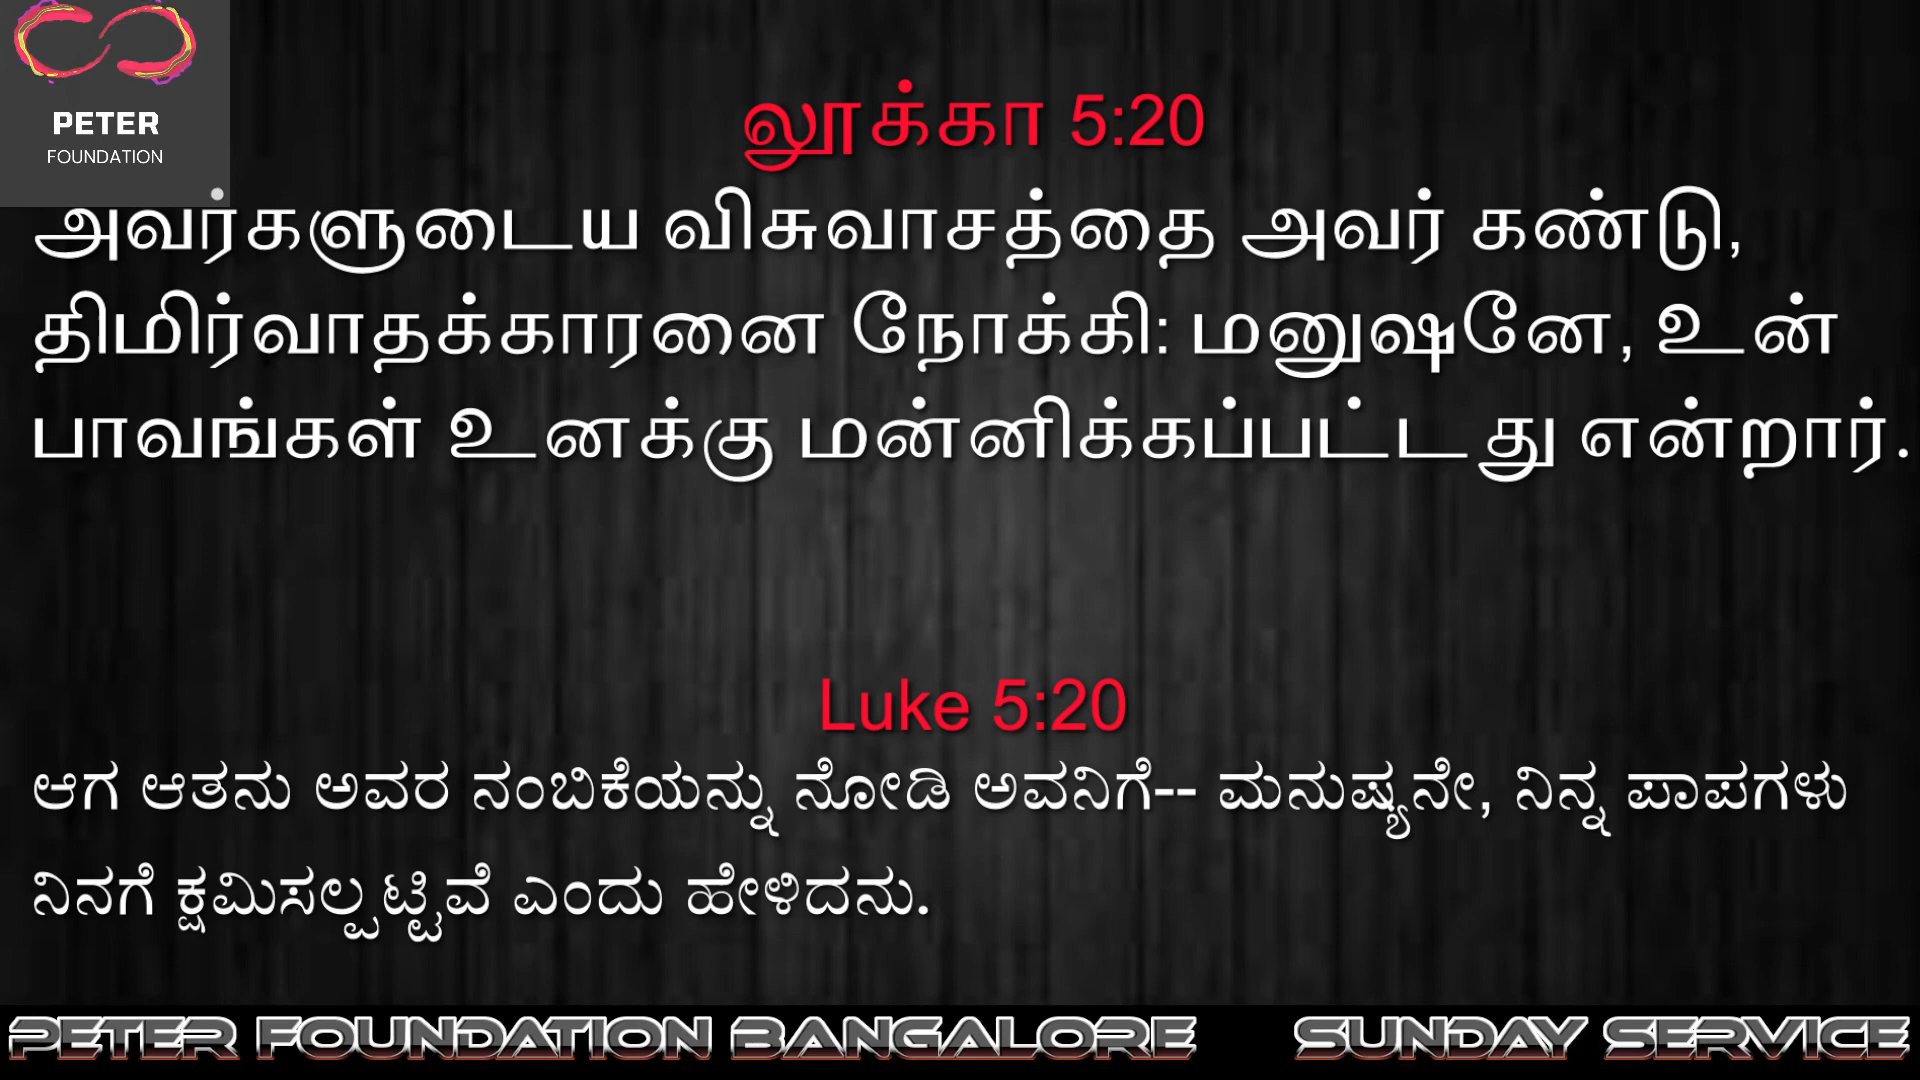 PETER
FOUNDATION
லூக்கா 5:20
அவர்களுடைய விசுவாசத்தை அவர் கண்டு,
திமிர்வாதக்காரனை நோக்கி: மனுஷனே, உன்
பாவங்கள் உனக்கு மன்னிக்கப்பட்டது என்றார்.
Luke 5:20
ಆಗ ಆತನು ಅವರ ನಂಬಿಕೆಯನ್ನು ನೋಡಿ ಅವನಿಗೆ-- ಮನುಷ್ಯನೇ, ನಿನ್ನ ಪಾಪಗಳು
ನಿನಗೆ ಕ್ಷಮಿಸಲ್ಪಟ್ಟಿವೆ ಎಂದು ಹೇಳಿದನು.
PETER FOUNDATION BANGALORE SUNDAY SERVICE